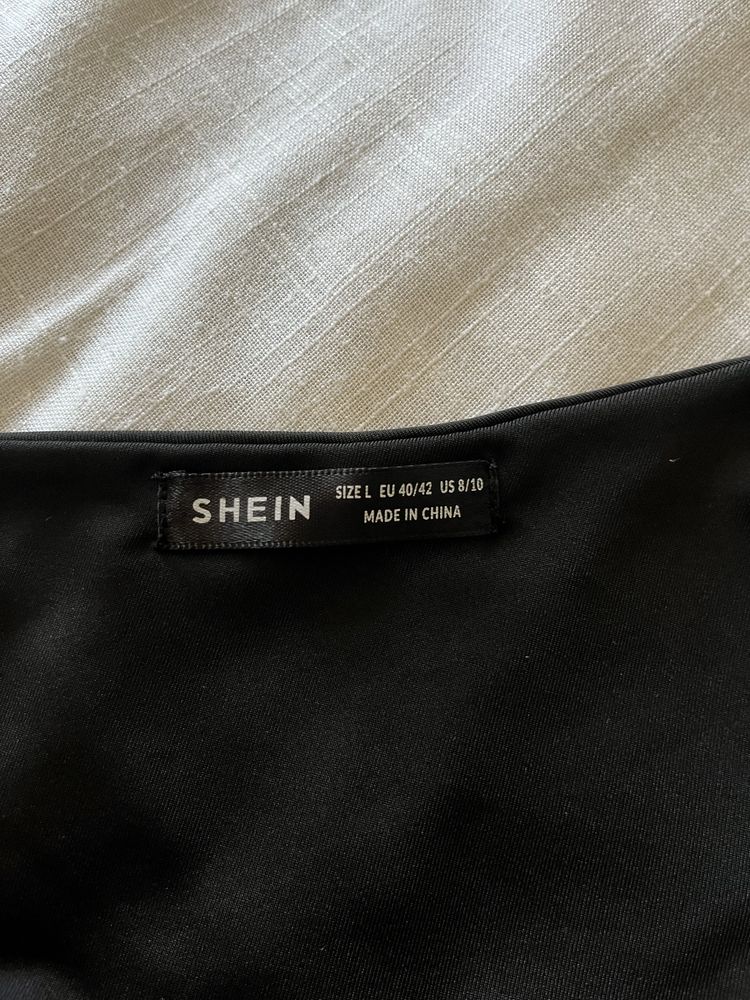 SHEIN
SIZE L EU 40/42 US 8/10
MADE IN CHINA